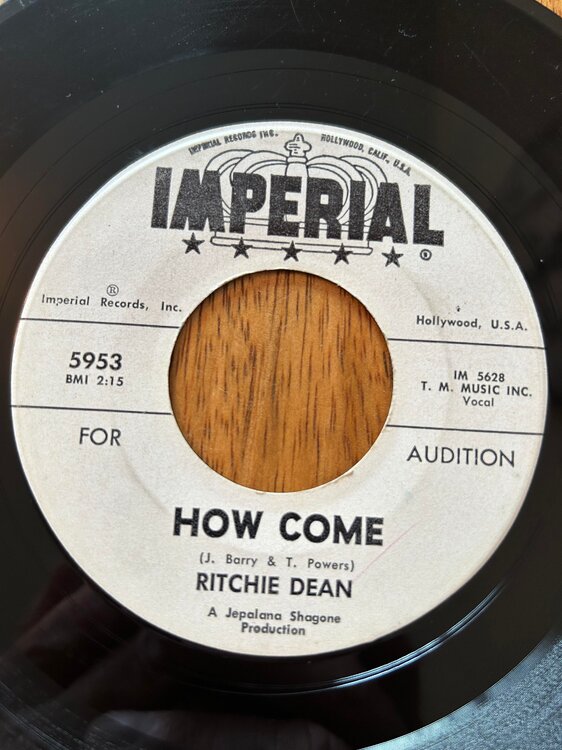 IMPERIAL RECORDS INC. HOLLYWOOD, CALIF., U.S.A.
IMPERIAL ®
® 
Imperial Records, Inc. Hollywood, U.S.A.
5953
BMI 2:15
IM 5628
T. M. MUSIC INC.
Vocal
FOR AUDITION
HOW COME
(J. Barry & T. Powers)
RITCHIE DEAN
A Jepalana Shagone
Production